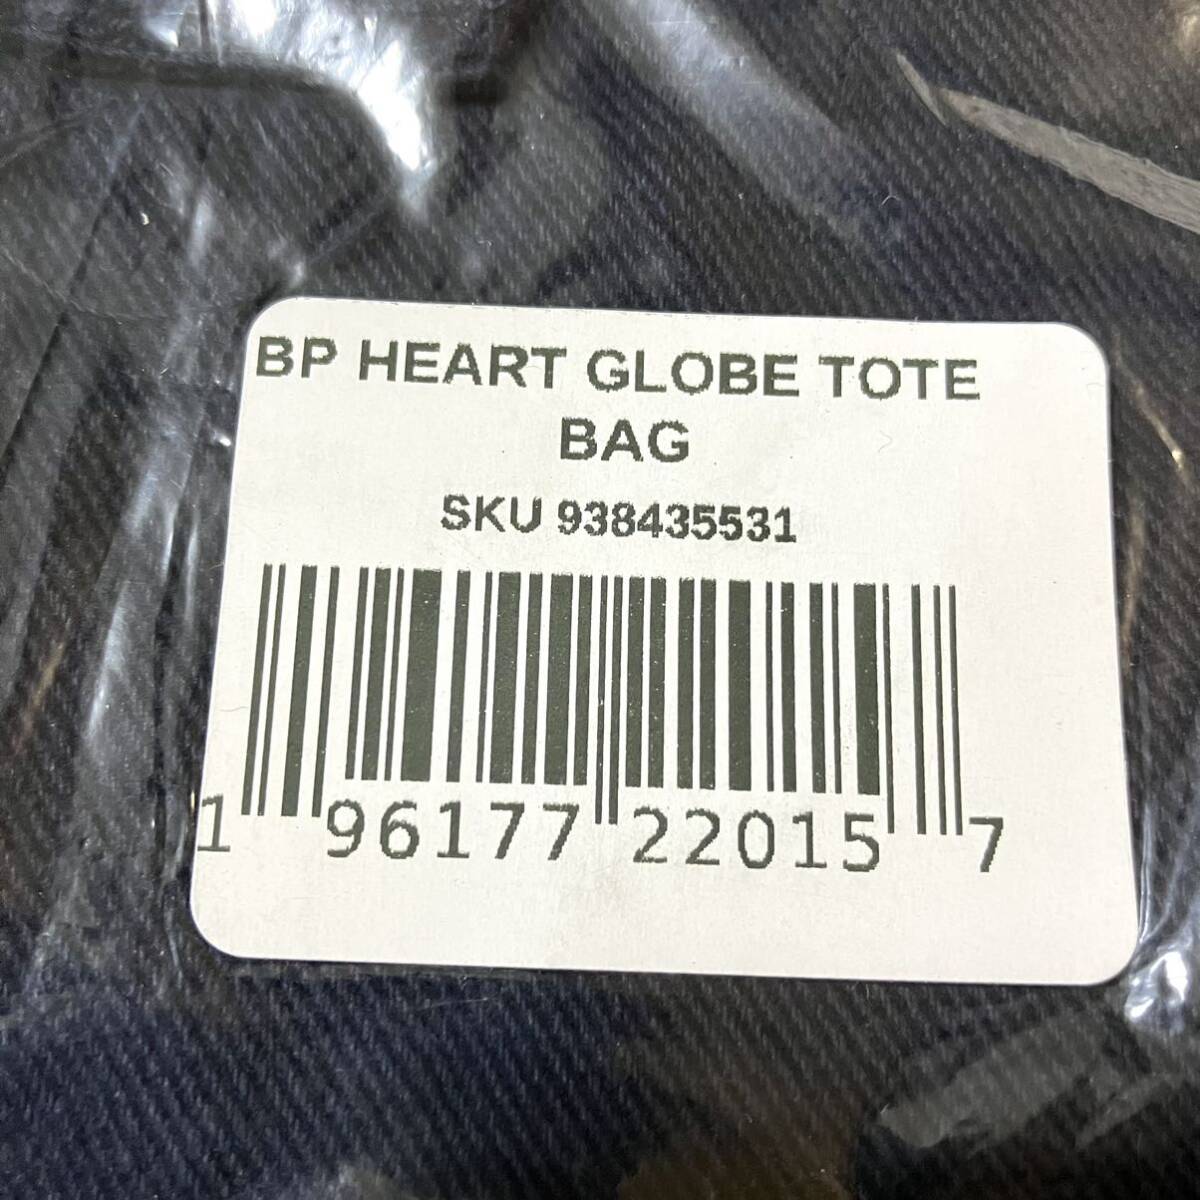 BP HEART GLOBE TOTE
BAG
SKU 938435531
1 96177 22015 7